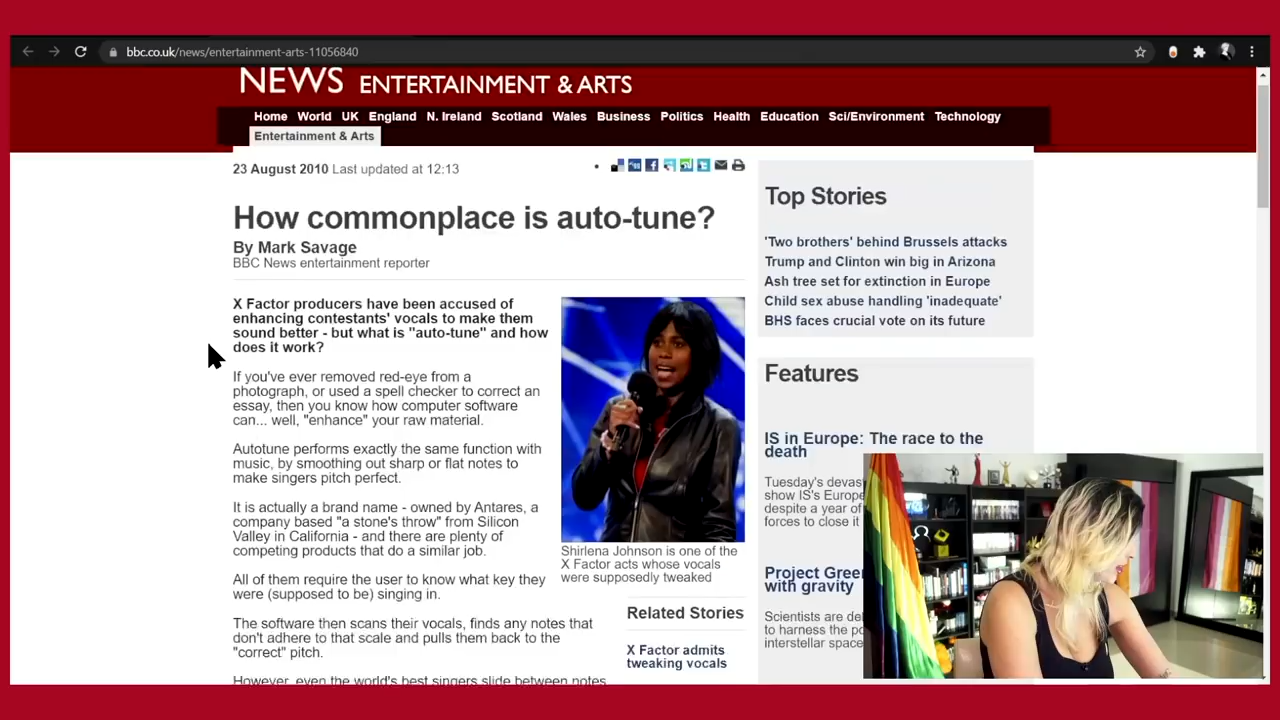 bbc.co.uk/news/entertainment-arts-11056840
NEWS ENTERTAINMENT & ARTS
Home World UK England N. Ireland Scotland Wales Business Politics Health Education Sci/Environment Technology
Entertainment & Arts
23 August 2010 Last updated at 12:13
How commonplace is auto-tune?
By Mark Savage
BBC News entertainment reporter
X Factor producers have been accused of
enhancing contestants' vocals to make them
sound better - but what is "auto-tune" and how
does it work?
If you've ever removed red-eye from a
photograph, or used a spell checker to correct an
essay, then you know how computer software
can... well, "enhance" your raw material.
Autotune performs exactly the same function with
music, by smoothing out sharp or flat notes to
make singers pitch perfect.
It is actually a brand name - owned by Antares, a
company based "a stone's throw" from Silicon
Valley in California - and there are plenty of
competing products that do a similar job.
All of them require the user to know what key they
were (supposed to be) singing in.
The software then scans their vocals, finds any notes that
don't adhere to that scale and pulls them back to the
"correct" pitch.
However, even the world's best singers slide between notes
Shirlena Johnson is one of the
X Factor acts whose vocals
were supposedly tweaked
Related Stories
X Factor admits
tweaking vocals
Top Stories
'Two brothers' behind Brussels attacks
Trump and Clinton win big in Arizona
Ash tree set for extinction in Europe
Child sex abuse handling 'inadequate'
BHS faces crucial vote on its future
Features
IS in Europe: The race to the
death
Tuesday's
show IS's Europe
despite a year of
forces to close it
Project
with gravity
Scientists are
to harness the
interstellar space